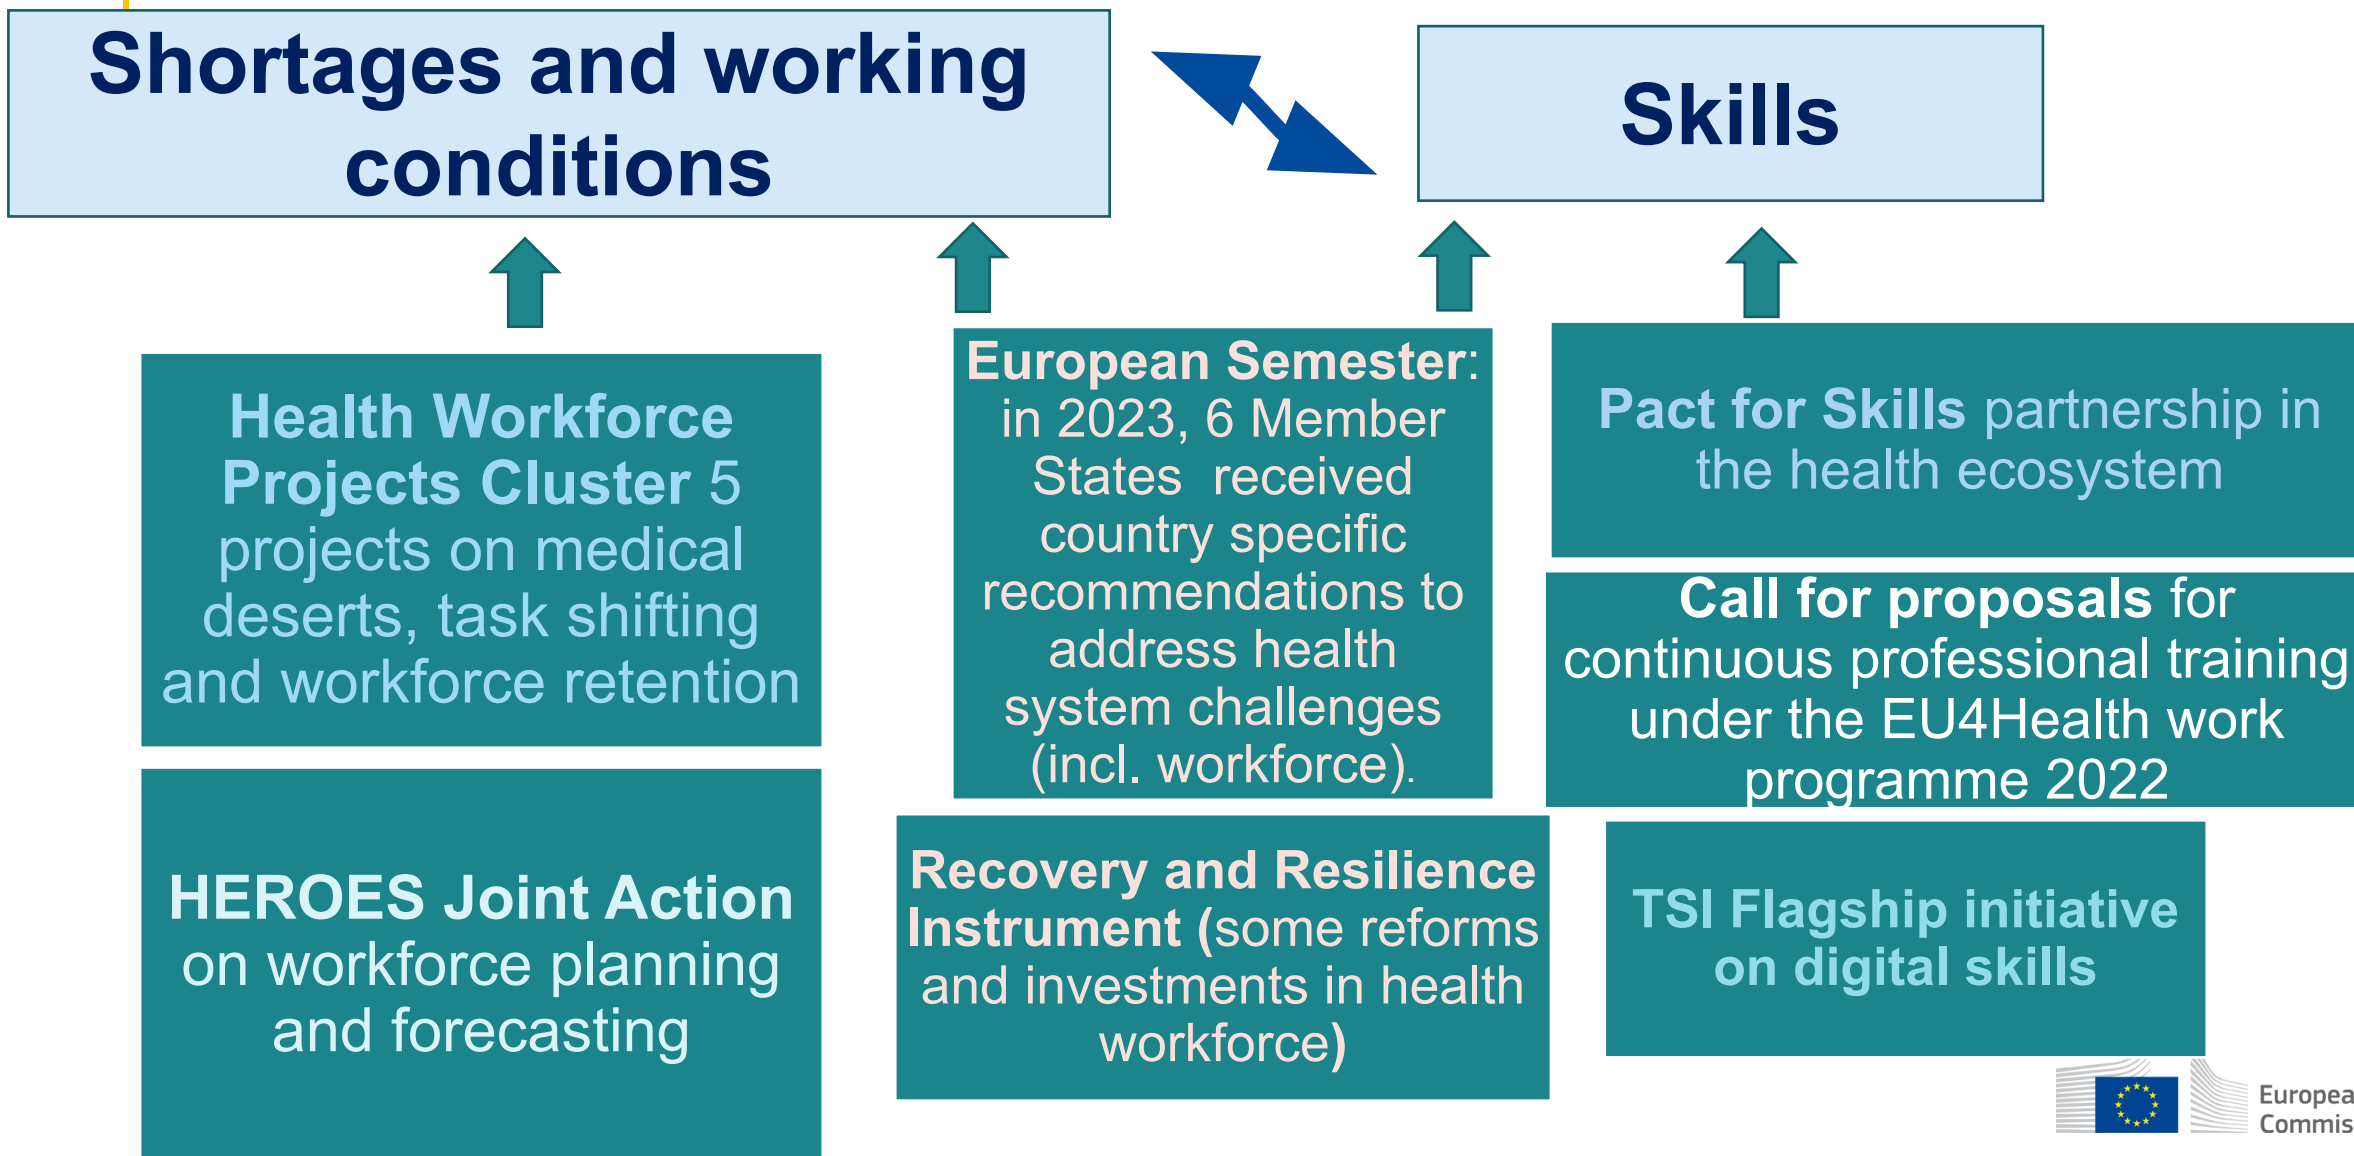 Shortages and working
conditions
Skills
Health Workforce
Projects Cluster 5
projects on medical
deserts, task shifting
and workforce retention
HEROES Joint Action
on workforce planning
and forecasting
European Semester:
in 2023, 6 Member
States  received
country specific
recommendations to
address health
system challenges
(incl. workforce).
Recovery and Resilience
Instrument (some reforms
and investments in health
workforce)
Pact for Skills partnership in
the health ecosystem
Call for proposals for
continuous professional training
under the EU4Health work
programme 2022
TSI Flagship initiative
on digital skills
Europea
Commis